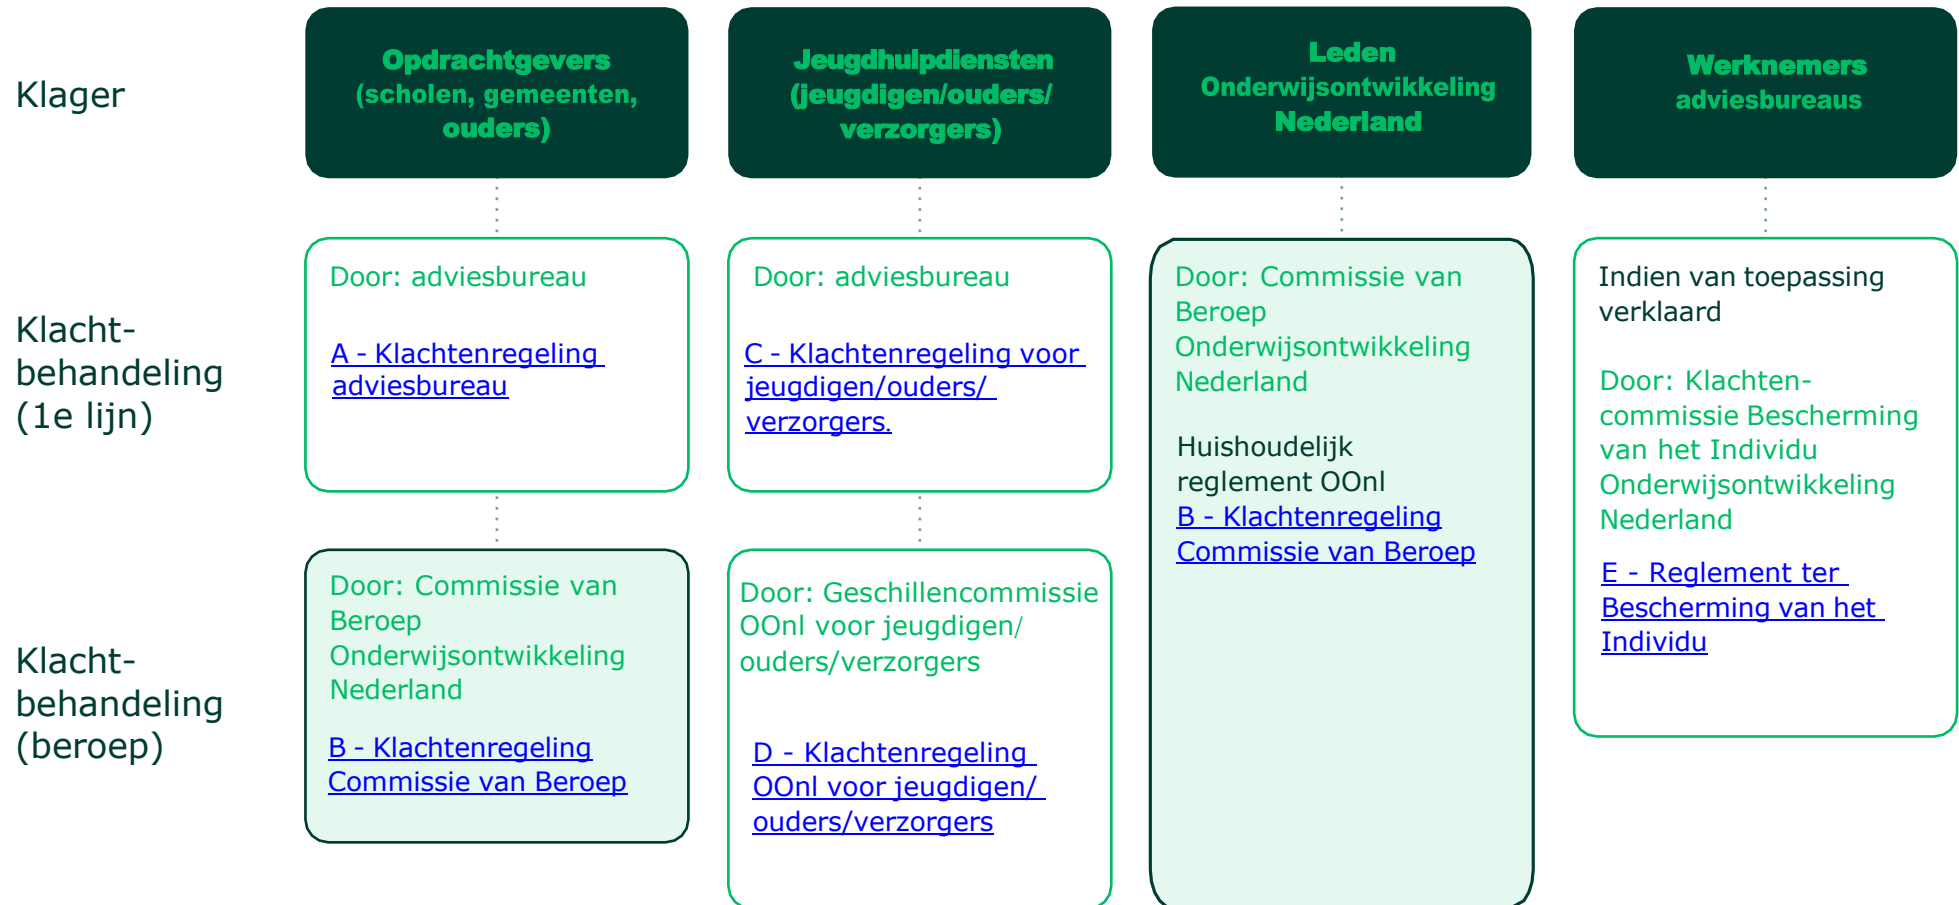 Klager
Opdrachtgevers
(scholen, gemeenten,
ouders)
Jeugdhulpdiensten
(jeugdigen/ouders/
verzorgers)
Leden
Onderwijsontwikkeling
Nederland
Werknemers
adviesbureaus
Klacht-
behandeling
(1e lijn)
Door: adviesbureau
A - Klachtenregeling
adviesbureau
Door: adviesbureau
C - Klachtenregeling voor
jeugdigen/ouders/
verzorgers.
Door: Commissie van
Beroep
Onderwijsontwikkeling
Nederland
Huishoudelijk
reglement OOnl
B - Klachtenregeling
Commissie van Beroep
Indien van toepassing
verklaard
Door: Klachten-
commissie Bescherming
van het Individu
Onderwijsontwikkeling
Nederland
E - Reglement ter
Bescherming van het
Individu
Klacht-
behandeling
(beroep)
Door: Commissie van
Beroep
Onderwijsontwikkeling
Nederland
B - Klachtenregeling
Commissie van Beroep
Door: Geschillencommissie
OOnl voor jeugdigen/
ouders/verzorgers
D - Klachtenregeling
OOnl voor jeugdigen/
ouders/verzorgers